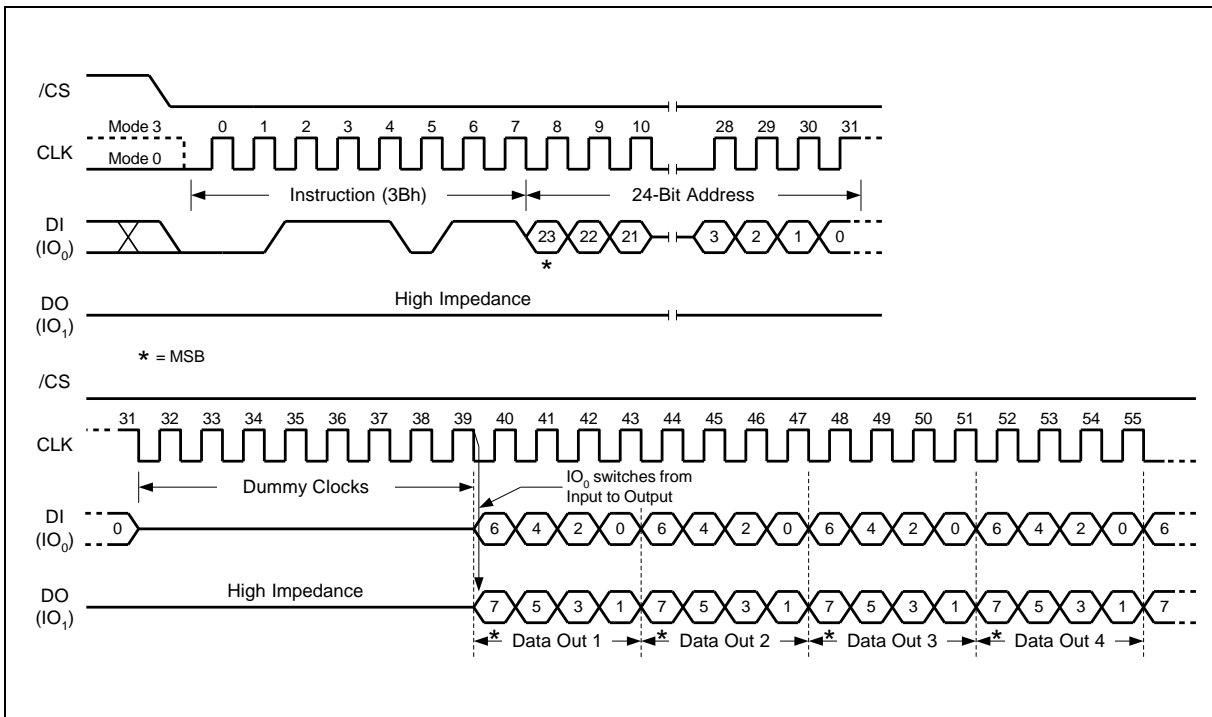 /CS
Mode 3 0 1 2 3 4 5 6 7 8 9 10 28 29 30 31
CLK
Mode 0
Instruction (3Bh) 24-Bit Address
DI
(IO0) 23 22 21 3 2 1 0
*
High Impedance
DO
(IO1)
* = MSB
/CS
31 32 33 34 35 36 37 38 39 40 41 42 43 44 45 46 47 48 49 50 51 52 53 54 55
CLK
Dummy Clocks
IO0 switches from
Input to Output
DI
(IO0) 0 6 4 2 0 6 4 2 0 6 4 2 0 6 4 2 0 6
High Impedance
DO
(IO1) 7 5 3 1 7 5 3 1 7 5 3 1 7 5 3 1 7
* Data Out 1 * Data Out 2 * Data Out 3 * Data Out 4